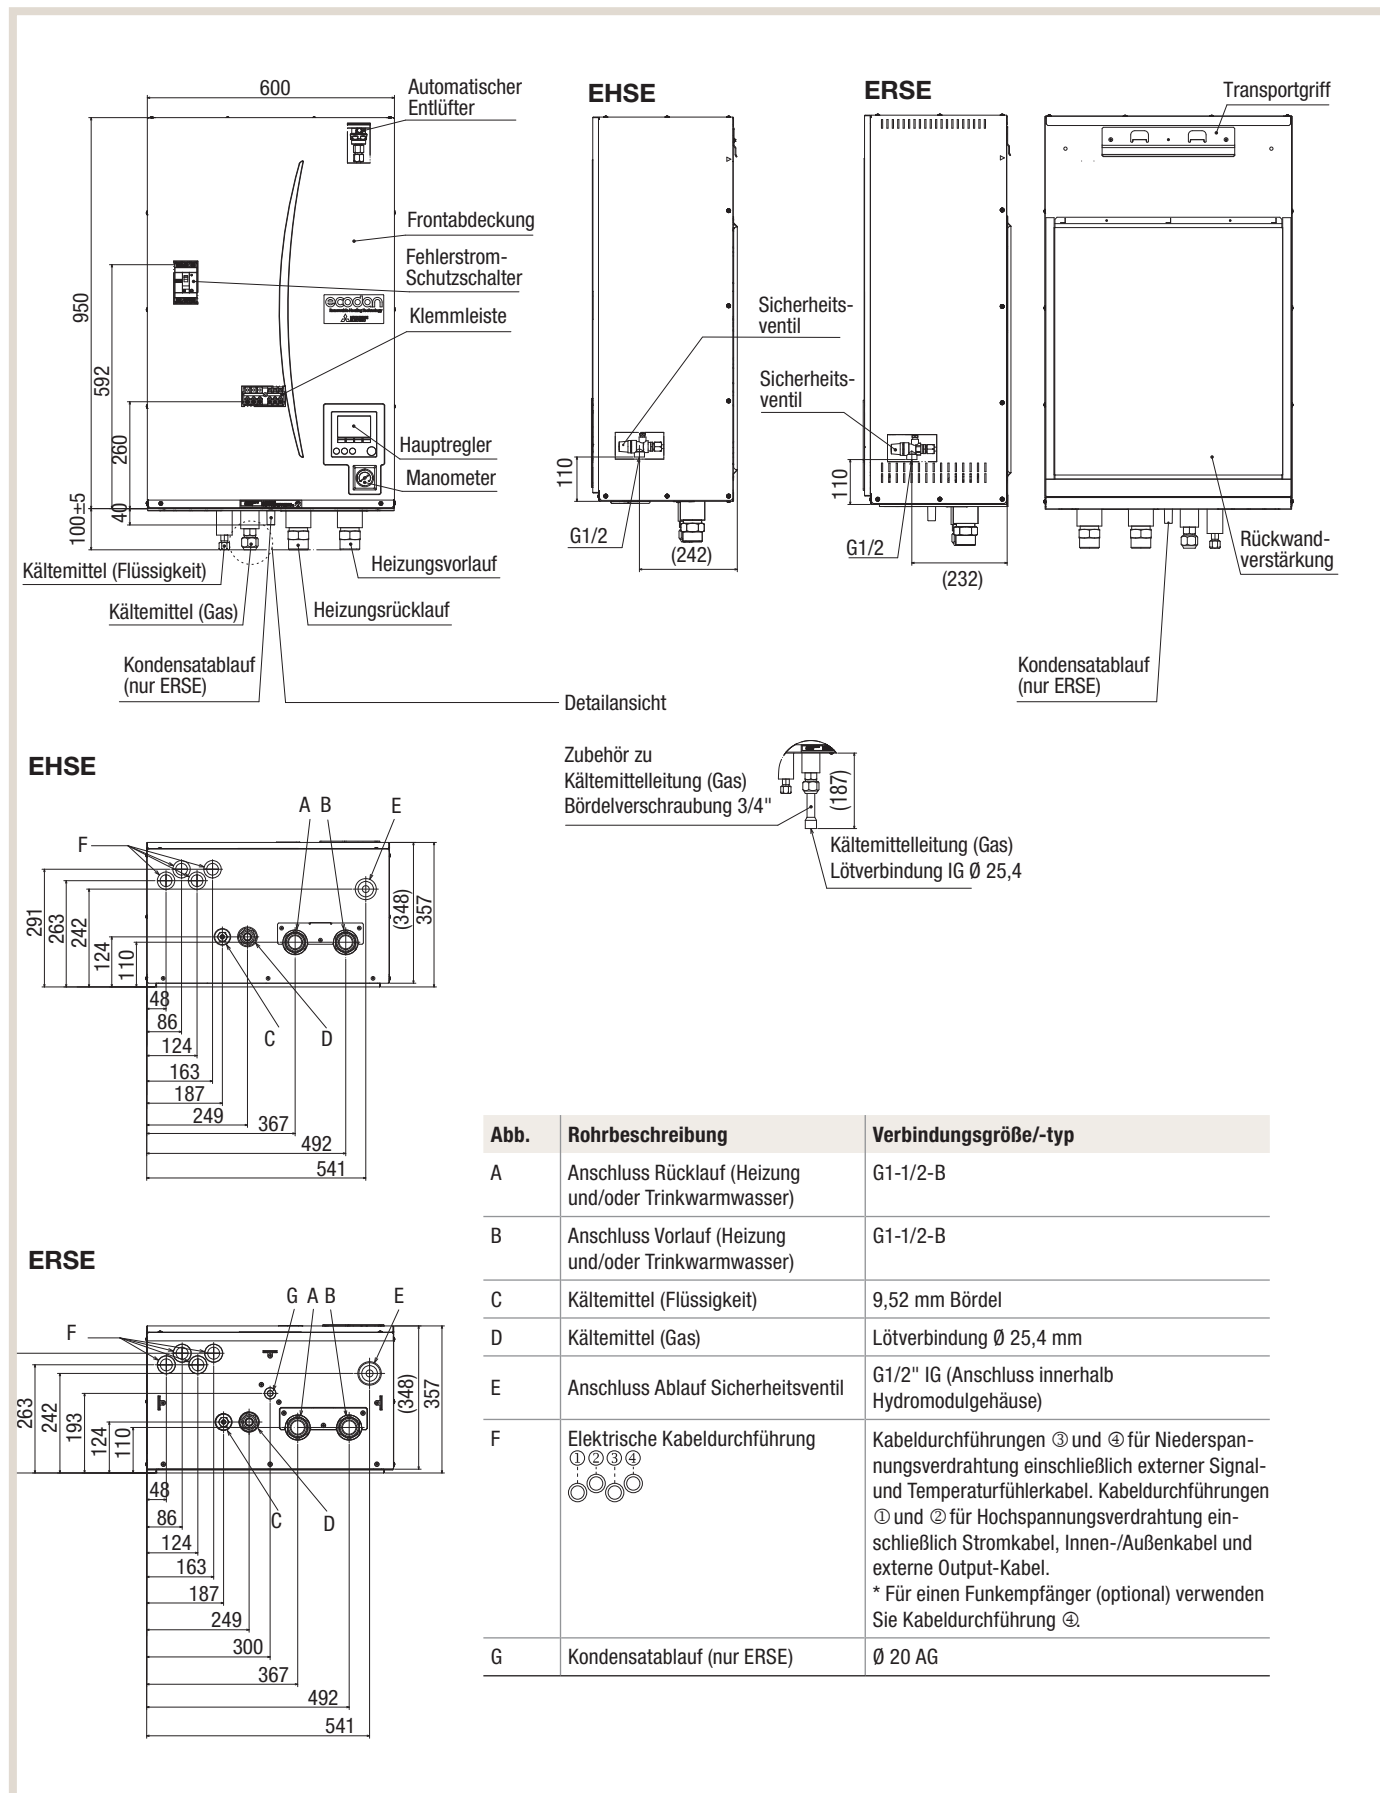 600
Automatischer
Entlüfter
EHSE
ERSE
Transportgriff
Frontabdeckung
Fehlerstrom-
Schutzschalter
ecodan
Klemmleiste
950
592
260
40
100±5
Hauptregler
Manometer
Sicherheits-
ventil
Sicherheits-
ventil
110
G1/2
(242)
110
G1/2
(232)
Rückwand-
verstärkung
Kältemittel (Flüssigkeit)
Heizungsvorlauf
Kältemittel (Gas)
Heizungsrücklauf
Kondensatablauf
(nur ERSE)
Kondensatablauf
(nur ERSE)
Detailansicht
Zubehör zu
Kältemittelleitung (Gas)
Bördelverschraubung 3/4"
(187)
Kältemittelleitung (Gas)
Lötverbindung IG Ø 25,4
EHSE
A B E
F
291
263
242
124
110
(348)
357
48
86
124
163
187
249
367
492
541
C D
ERSE
G A B E
F
263
242
193
124
110
(348)
357
48
86
124
163
187
249
300
367
492
541
C D
Abb. Rohrbeschreibung Verbindungsgröße/-typ
A Anschluss Rücklauf (Heizung G1-1/2-B
und/oder Trinkwarmwasser)
B Anschluss Vorlauf (Heizung G1-1/2-B
und/oder Trinkwarmwasser)
C Kältemittel (Flüssigkeit) 9,52 mm Bördel
D Kältemittel (Gas) Lötverbindung Ø 25,4 mm
E Anschluss Ablauf Sicherheitsventil G1/2" IG (Anschluss innerhalb
Hydromodulgehäuse)
F Elektrische Kabeldurchführung
①②③④
Kabeldurchführungen ③ und ④ für Niederspan-
nungsverdrahtung einschließlich externer Signal-
und Temperaturfühlerkabel. Kabeldurchführungen
① und ② für Hochspannungsverdrahtung ein-
schließlich Stromkabel, Innen-/Außenkabel und
externe Output-Kabel.
* Für einen Funkempfänger (optional) verwenden
Sie Kabeldurchführung ④.
G Kondensatablauf (nur ERSE) Ø 20 AG